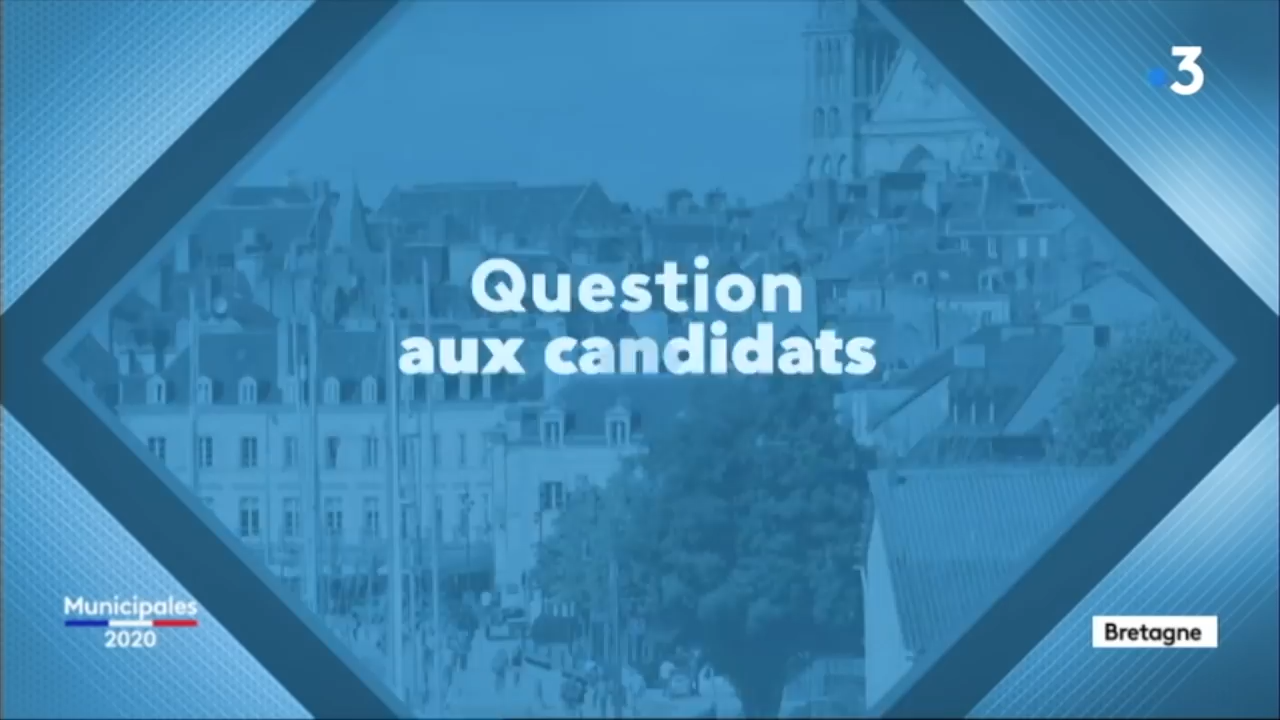 3
Question
aux candidats
Municipales
2020
Bretagne